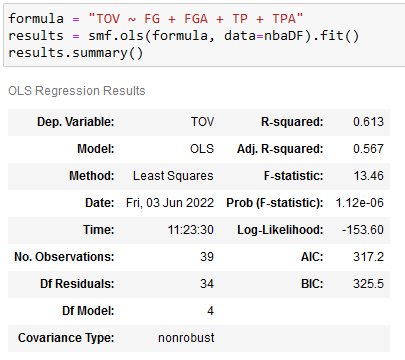 formula = "TOV ~ FG + FGA + TP + TPA"
results = smf.ols(formula, data=nbaDF).fit()
results.summary()
OLS Regression Results
Dep. Variable: TOV R-squared: 0.613
Model: OLS Adj. R-squared: 0.567
Method: Least Squares F-statistic: 13.46
Date: Fri, 03 Jun 2022 Prob (F-statistic): 1.12e-06
Time: 11:23:30 Log-Likelihood: -153.60
No. Observations: 39 AIC: 317.2
Df Residuals: 34 BIC: 325.5
Df Model: 4
Covariance Type: nonrobust